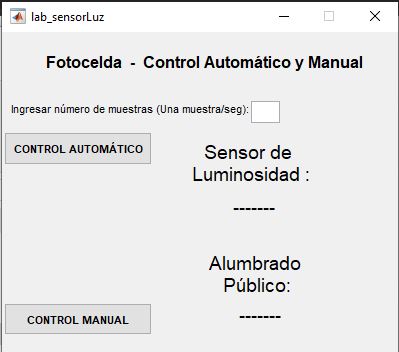 lab_sensorLuz
Fotocelda - Control Automático y Manual
Ingresar número de muestras (Una muestra/seg):
CONTROL AUTOMÁTICO
Sensor de
Luminosidad :
-------
Alumbrado
Público:
-------
CONTROL MANUAL